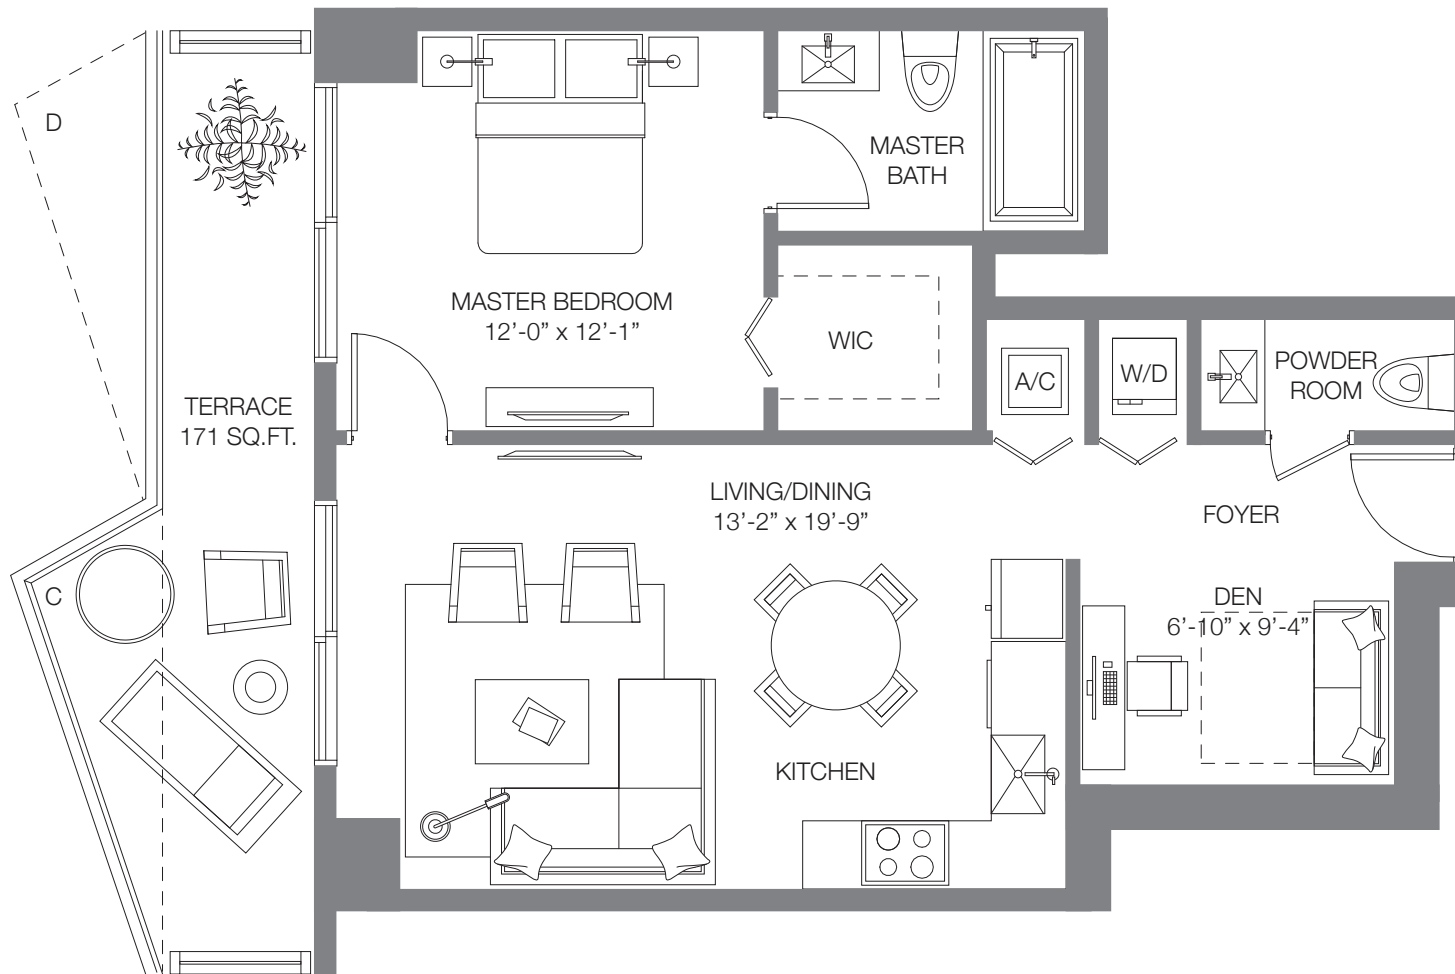 D
MASTER
BATH
MASTER BEDROOM
12’-0” x 12’-1”
WIC
A/C
W/D
POWDER
ROOM
TERRACE
171 SQ.FT.
LIVING/DINING
13’-2” x 19’-9”
FOYER
C
DEN
6’-10” x 9’-4”
KITCHEN